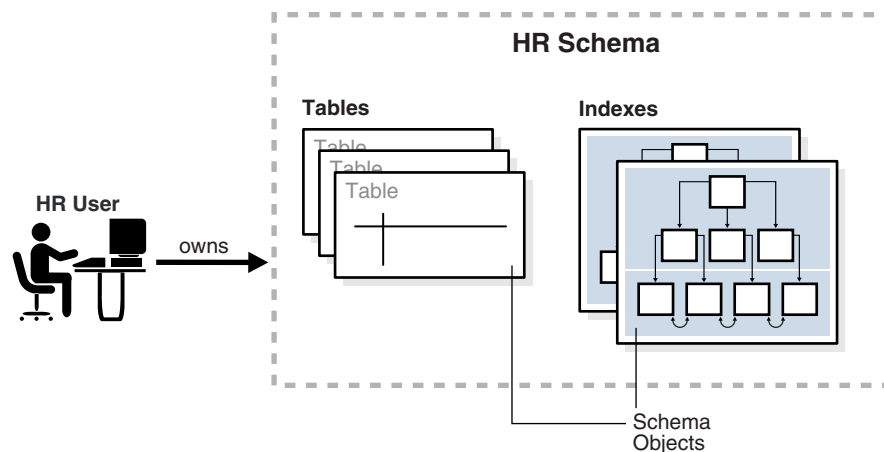 HR Schema
Tables
Indexes
Table
Table
Table
HR User
owns
Schema
Objects